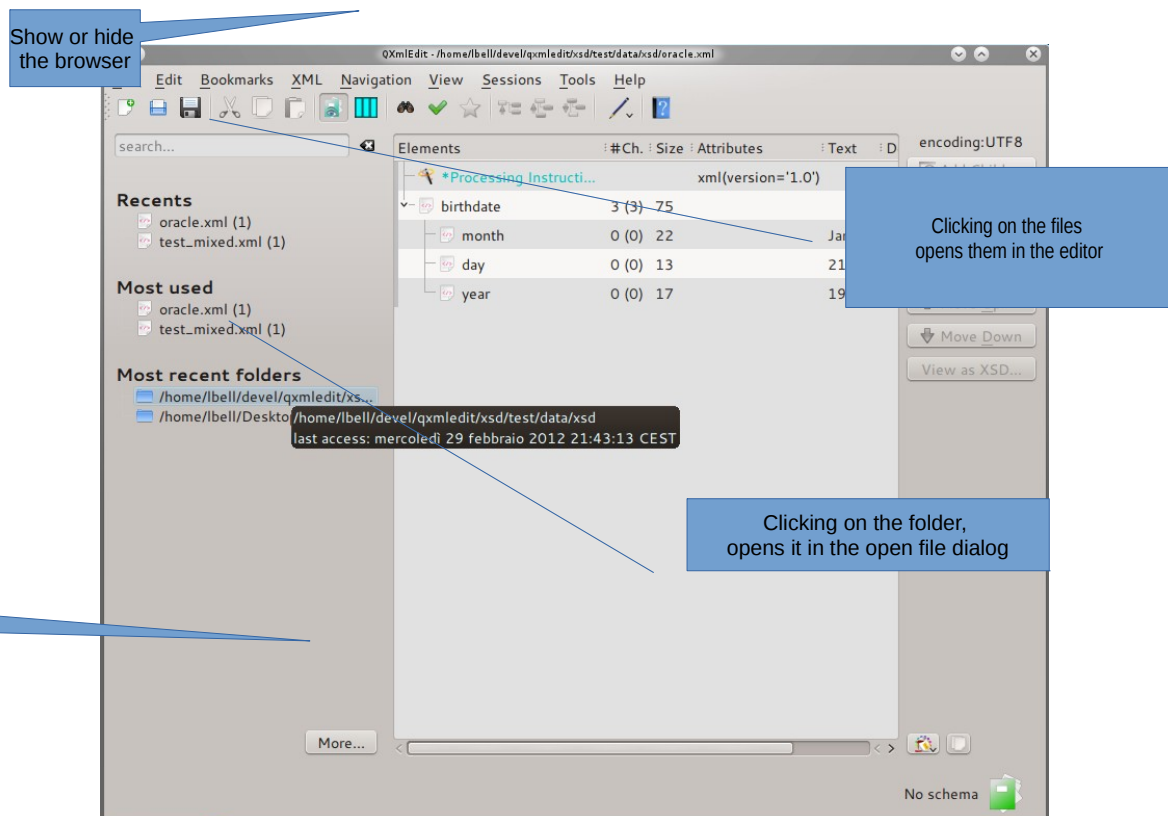 Show or hide
the browser
QXmlEdit - /home/lbell/devel/qxmledit/xsd/test/data/xsd/oracle.xml
Edit Bookmarks XML Navigation View Sessions Tools Help
search...
Recents
oracle.xml (1)
test_mixed.xml (1)
Most used
oracle.xml (1)
test_mixed.xml (1)
Most recent folders
/home/lbell/devel/qxmledit/xs...
/home/lbell/Deskto
/home/lbell/devel/qxmledit/xsd/test/data/xsd
last access: mercoledì 29 febbraio 2012 21:43:13 CEST
More...
Elements #Ch. Size Attributes Text D
*Processing Instructi... xml(version='1.0')
birthdate 3 (3) 75
month 0 (0) 22 Ja
day 0 (0) 13 21
year 0 (0) 17 19
encoding:UTF8
Clicking on the files
opens them in the editor
Move Down
View as XSD...
Clicking on the folder,
opens it in the open file dialog
No schema